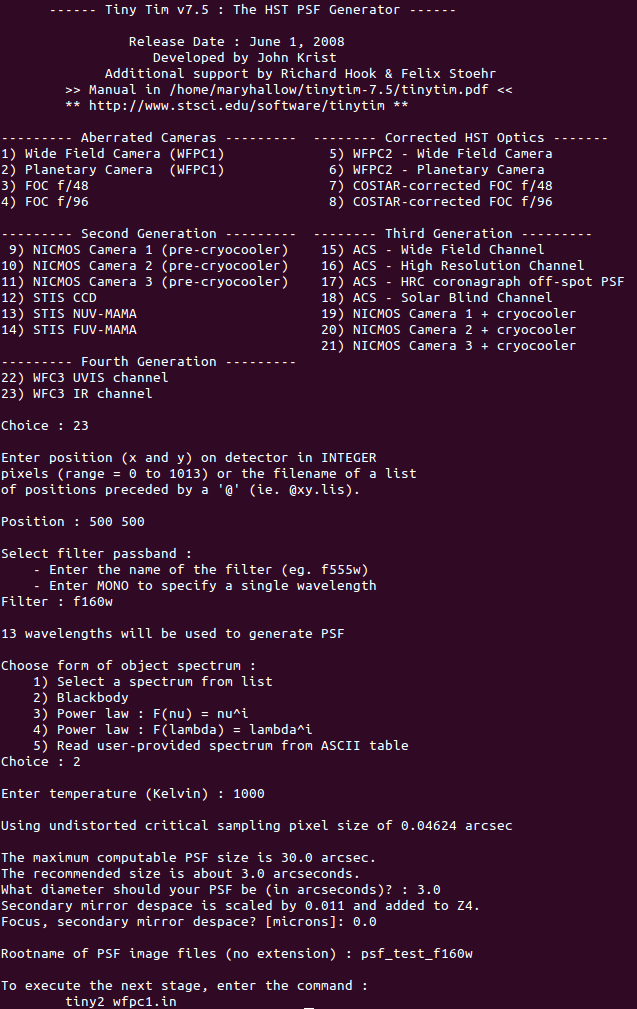 ------ Tiny Tim v7.5 : The HST PSF Generator ------
Release Date : June 1, 2008
Developed by John Krist
Additional support by Richard Hook & Felix Stoehr
>> Manual in /home/maryhallow/tinytim-7.5/tinytim.pdf <<
** http://www.stsci.edu/software/tinytim **
--------- Aberrated Cameras ---------  -------- Corrected HST Optics -------
1) Wide Field Camera (WFPC1)             5) WFPC2 - Wide Field Camera
2) Planetary Camera  (WFPC1)             6) WFPC2 - Planetary Camera
3) FOC f/48                              7) COSTAR-corrected FOC f/48
4) FOC f/96                              8) COSTAR-corrected FOC f/96
--------- Second Generation ---------  -------- Third Generation ---------
9) NICMOS Camera 1 (pre-cryocooler)    15) ACS - Wide Field Channel
10) NICMOS Camera 2 (pre-cryocooler)    16) ACS - High Resolution Channel
11) NICMOS Camera 3 (pre-cryocooler)    17) ACS - HRC coronagraph off-spot PSF
12) STIS CCD                            18) ACS - Solar Blind Channel
13) STIS NUV-MAMA                       19) NICMOS Camera 1 + cryocooler
14) STIS FUV-MAMA                       20) NICMOS Camera 2 + cryocooler
21) NICMOS Camera 3 + cryocooler
--------- Fourth Generation ---------
22) WFC3 UVIS channel
23) WFC3 IR channel
Choice : 23
Enter position (x and y) on detector in INTEGER
pixels (range = 0 to 1013) or the filename of a list
of positions preceded by a '@' (ie. @xy.lis).
Position : 500 500
Select filter passband :
- Enter the name of the filter (eg. f555w)
- Enter MONO to specify a single wavelength
Filter : f160w
13 wavelengths will be used to generate PSF
Choose form of object spectrum :
1) Select a spectrum from list
2) Blackbody
3) Power law : F(nu) = nu^i
4) Power law : F(lambda) = lambda^i
5) Read user-provided spectrum from ASCII table
Choice : 2
Enter temperature (Kelvin) : 1000
Using undistorted critical sampling pixel size of 0.04624 arcsec
The maximum computable PSF size is 30.0 arcsec.
The recommended size is about 3.0 arcseconds.
What diameter should your PSF be (in arcseconds)? : 3.0
Secondary mirror despace is scaled by 0.011 and added to Z4.
Focus, secondary mirror despace? [microns]: 0.0
Rootname of PSF image files (no extension) : psf_test_f160w
To execute the next stage, enter the command :
tiny2 wfpc1.in